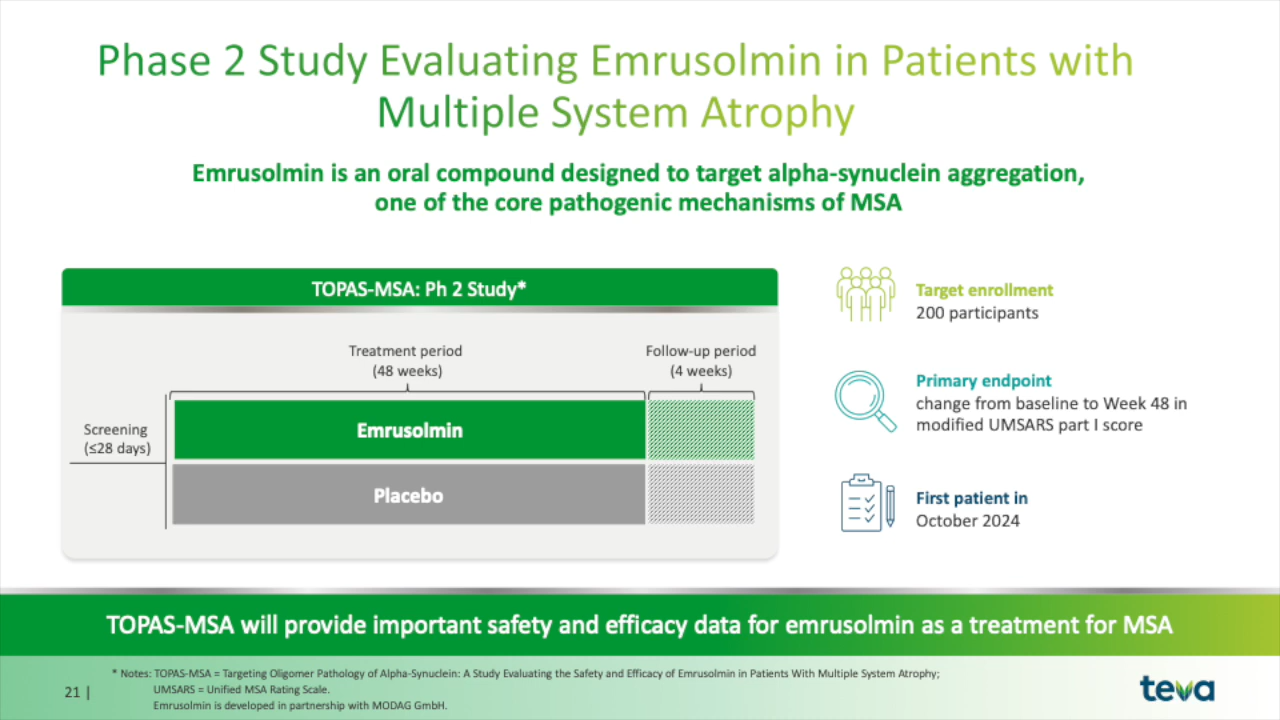 Phase 2 Study Evaluating Emrusolmin in Patients with
Multiple System Atrophy
Emrusolmin is an oral compound designed to target alpha-synuclein aggregation,
one of the core pathogenic mechanisms of MSA
TOPAS-MSA: Ph 2 Study*
Treatment period
(48 weeks)
Follow-up period
(4 weeks)
Screening
(≤28 days)
Emrusolmin
Placebo
Target enrollment
200 participants
Primary endpoint
change from baseline to Week 48 in
modified UMSARS part I score
First patient in
October 2024
TOPAS-MSA will provide important safety and efficacy data for emrusolmin as a treatment for MSA
* Notes: TOPAS-MSA = Targeting Oligomer Pathology of Alpha-Synuclein: A Study Evaluating the Safety and Efficacy of Emrusolmin in Patients With Multiple System Atrophy;
UMSARS = Unified MSA Rating Scale.
Emrusolmin is developed in partnership with MODAG GmbH.
21 |
teva